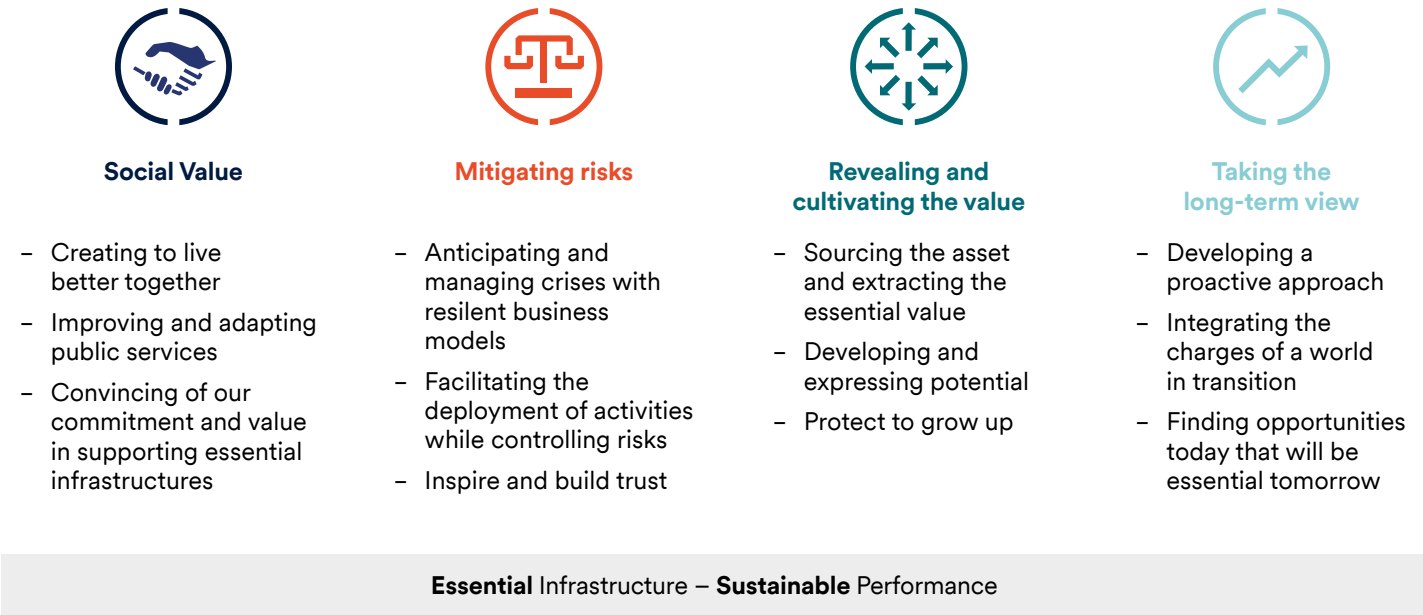 Social Value
– Creating to live
better together
– Improving and adapting
public services
– Convincing of our
commitment and value
in supporting essential
infrastructures
Mitigating risks
– Anticipating and
managing crises with
resilent business
models
– Facilitating the
deployment of activities
while controlling risks
– Inspire and build trust
Revealing and
cultivating the value
– Sourcing the asset
and extracting the
essential value
– Developing and
expressing potential
– Protect to grow up
Taking the
long-term view
– Developing a
proactive approach
– Integrating the
charges of a world
in transition
– Finding opportunities
today that will be
essential tomorrow
Essential Infrastructure – Sustainable Performance